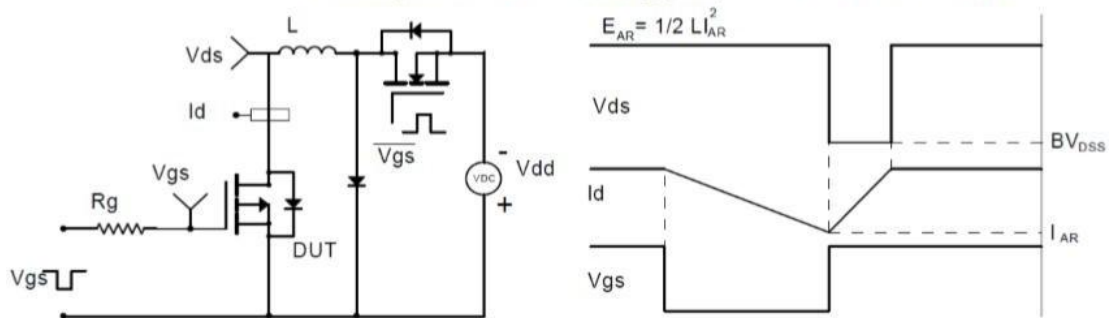 L
Vds
Id
Vgs
Vgs
-
Vdd
VDC
+
Rg
DUT
Vgs
E_AR = 1/2 LI_AR^2
Vds
BV_DSS
Id
I_AR
Vgs